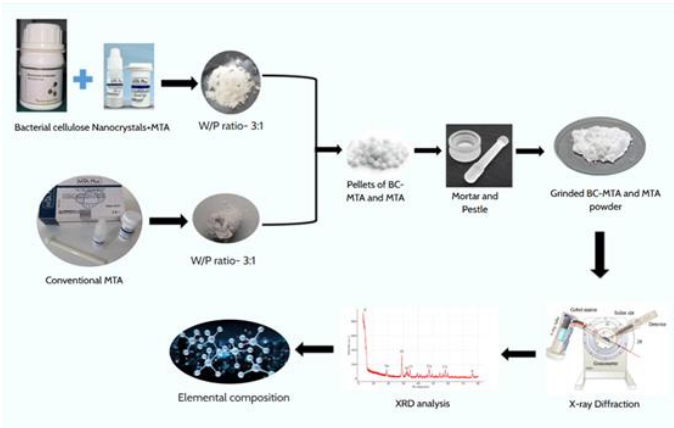 Bacterial cellulose Nanocrystals+MTA
W/P ratio- 3:1
Conventional MTA
W/P ratio- 3:1
Pellets of BC-
MTA and MTA
Mortar and
Pestle
Grinded BC-MTA and MTA
powder
X-ray Diffraction
Detector
XRD analysis
Elemental composition